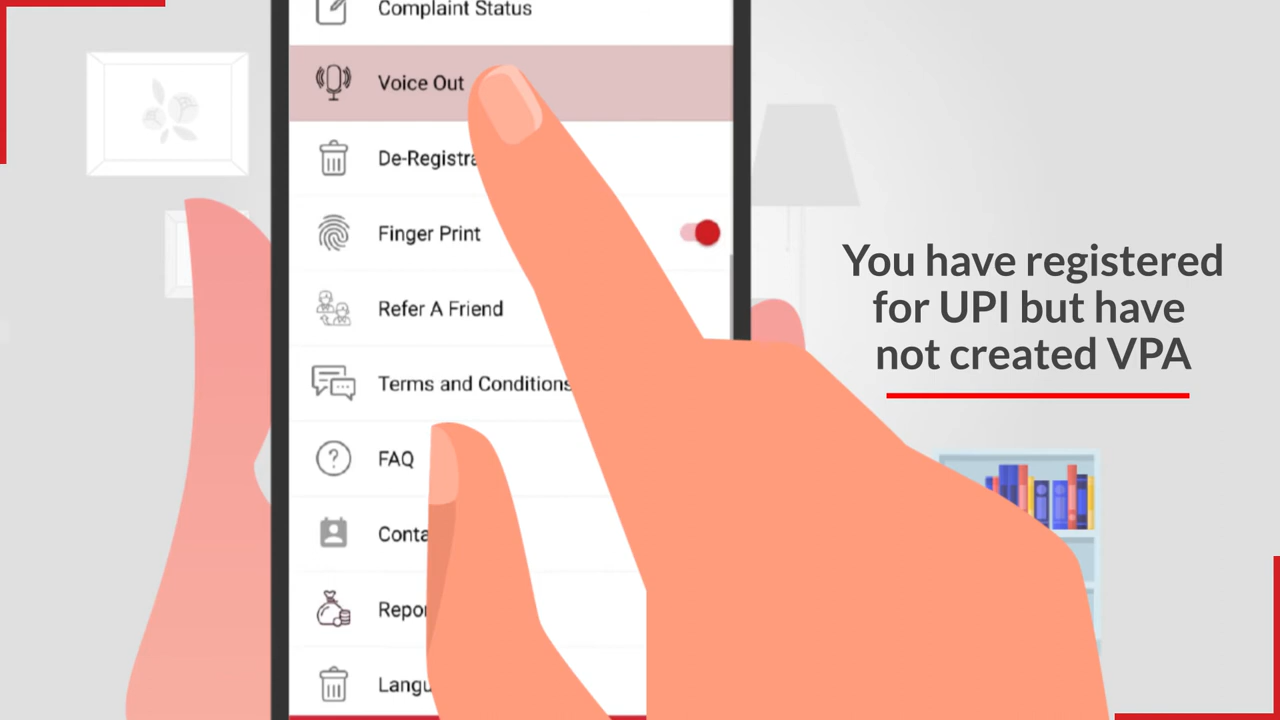 Complaint Status
Voice Out
De-Registra
Finger Print
Refer A Friend
Terms and Conditions
FAQ
Conta
Repor
Langu
You have registered
for UPI but have
not created VPA